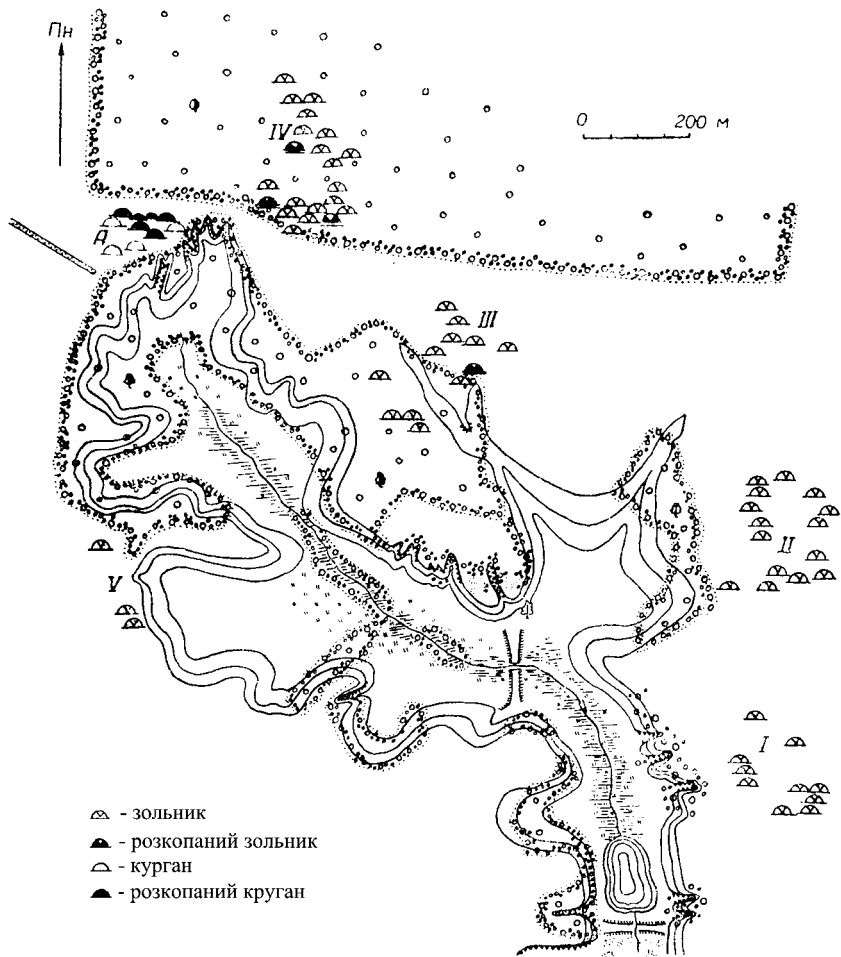 Пн
IV
0 200 м
А
III
II
V
I
- зольник
- розкопаний зольник
- курган
- розкопаний круган